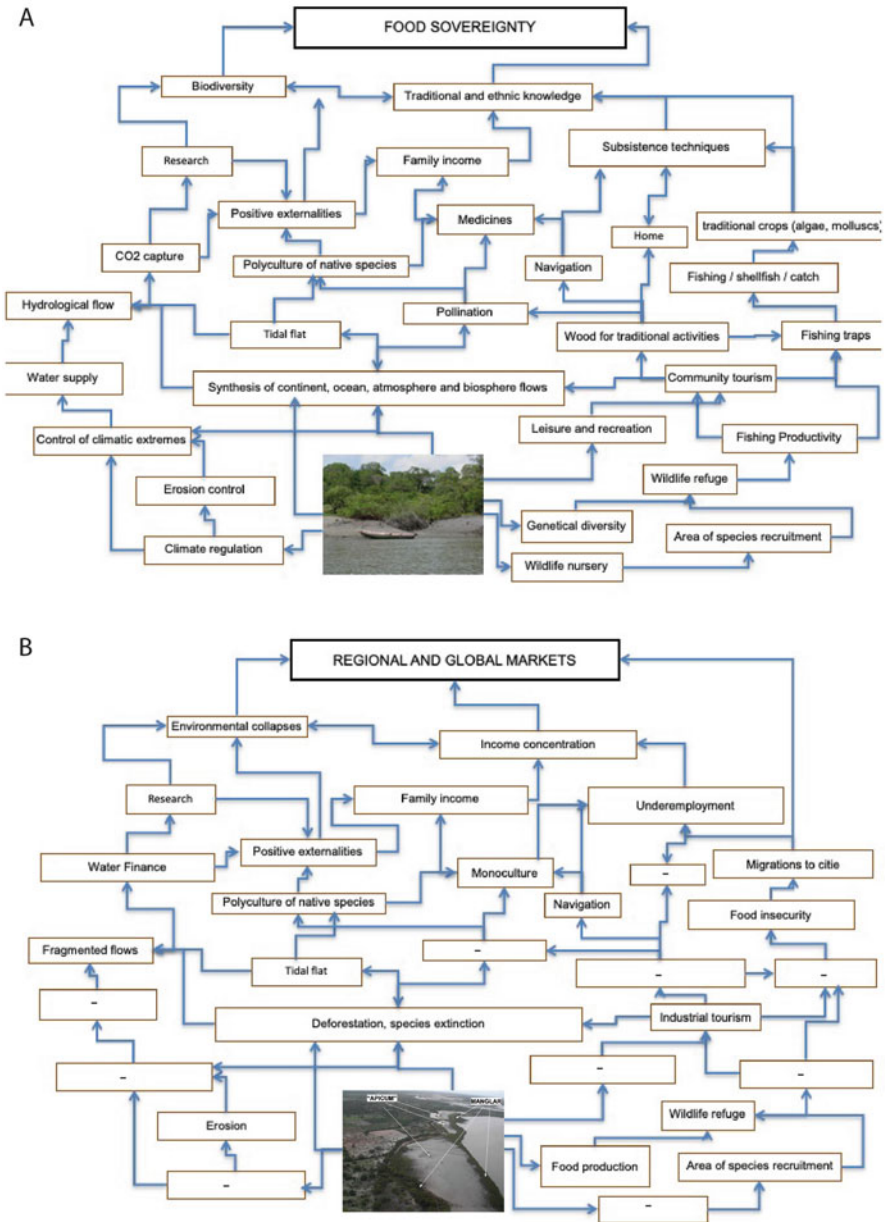 A
FOOD SOVEREIGNTY
Biodiversity
Traditional and ethnic knowledge
Subsistence techniques
Research
Family income
Positive externalities
Medicines
traditional crops (algae, molluscs)
Home
CO2 capture
Polyculture of native species
Navigation
Fishing / shellfish / catch
Hydrological flow
Pollination
Tidal flat
Wood for traditional activities
Fishing traps
Water supply
Synthesis of continent, ocean, atmosphere and biosphere flows
Community tourism
Control of climatic extremes
Leisure and recreation
Fishing Productivity
Erosion control
Wildlife refuge
Genetical diversity
Area of species recruitment
Climate regulation
Wildlife nursery
B
REGIONAL AND GLOBAL MARKETS
Environmental collapses
Income concentration
Research
Family income
Underemployment
Positive externalities
Water Finance
Monoculture
–
Migrations to citie
Polyculture of native species
Navigation
Food insecurity
Fragmented flows
–
Tidal flat
–
–
–
Deforestation, species extinction
Industrial tourism
–
–
–
"APICUM"
MANGLAR
Erosion
Wildlife refuge
Food production
Area of species recruitment
–
–